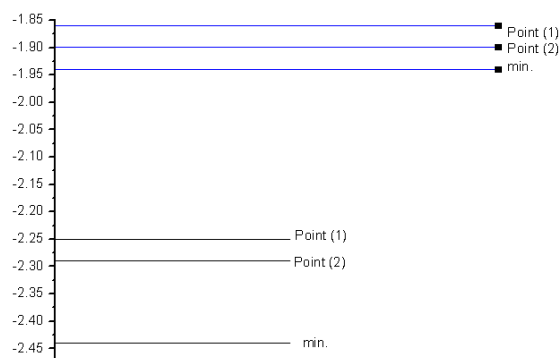 -1.85
Point (1)
-1.90
Point (2)
-1.95
min.
-2.00
-2.05
-2.10
-2.15
-2.20
-2.25
Point (1)
-2.30
Point (2)
-2.35
-2.40
-2.45
min.